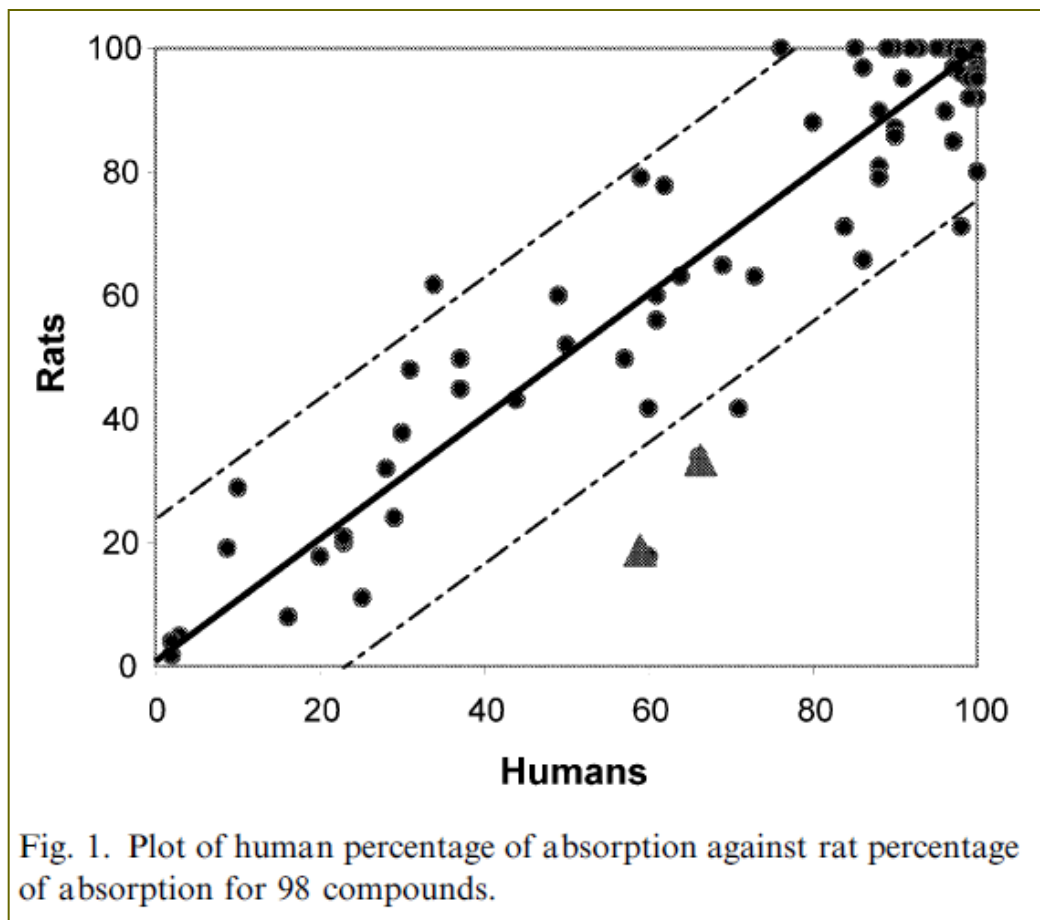 100
80
60
40
20
0
Rats
0 20 40 60 80 100
Humans
Fig. 1. Plot of human percentage of absorption against rat percentage
of absorption for 98 compounds.